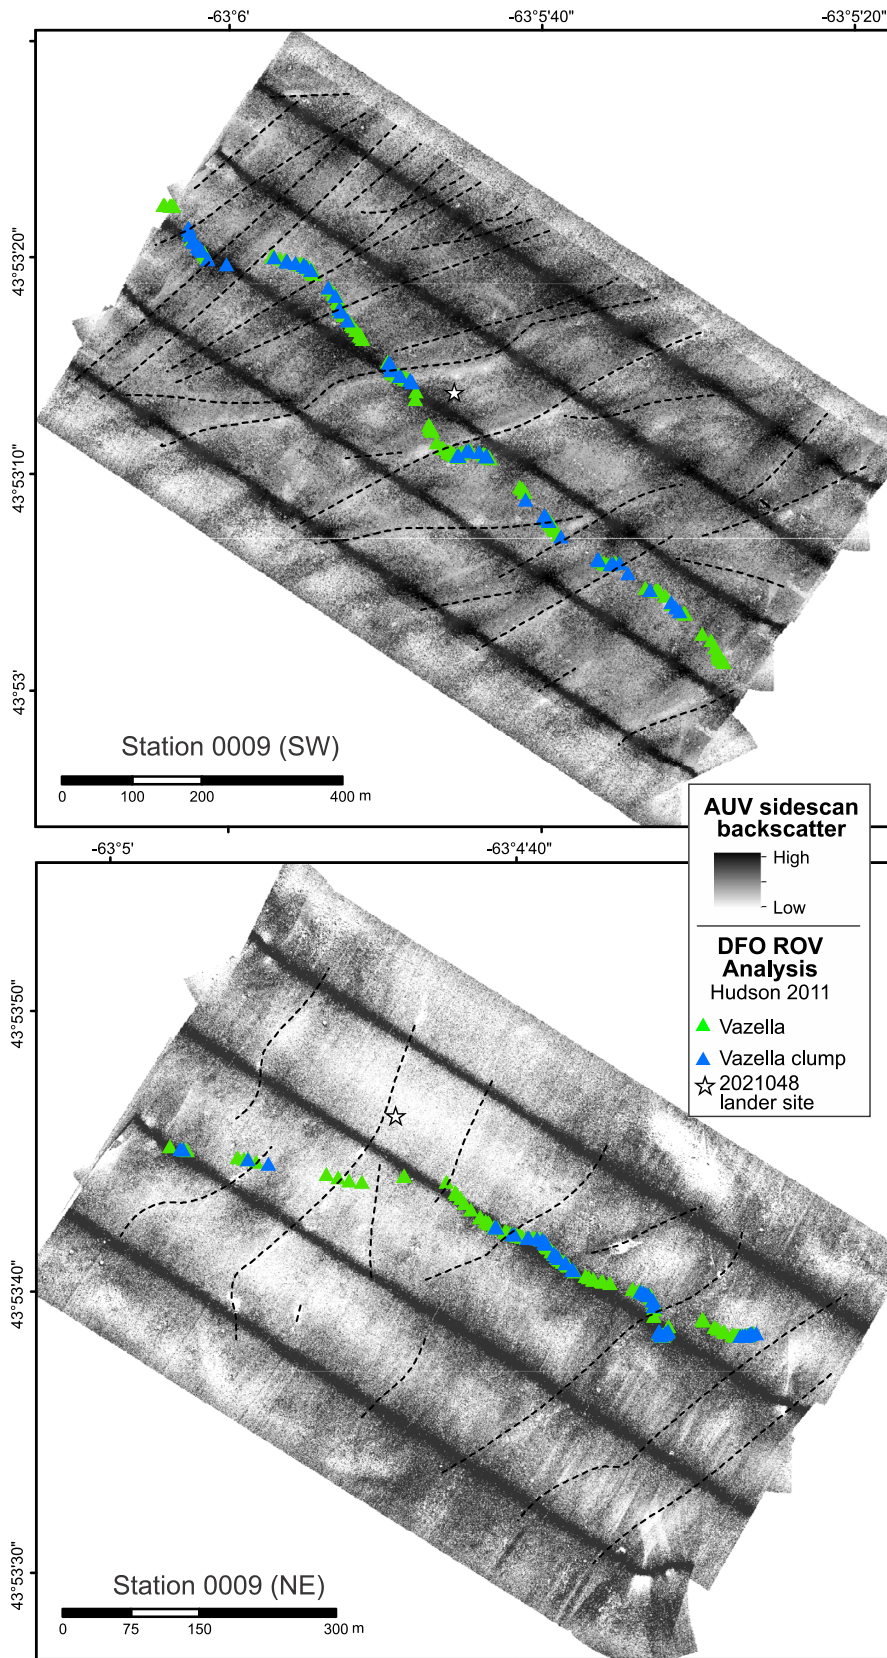 -63°6'
-63°5'40"
-63°5'20"
43°53'20"
43°53'10"
43°53'
Station 0009 (SW)
0 100 200 400 m
AUV sidescan
backscatter
High
Low
DFO ROV
Analysis
Hudson 2011
Vazella
Vazella clump
2021048
lander site
-63°5'
-63°4'40"
43°53'50"
43°53'40"
43°53'30"
Station 0009 (NE)
0 75 150 300 m